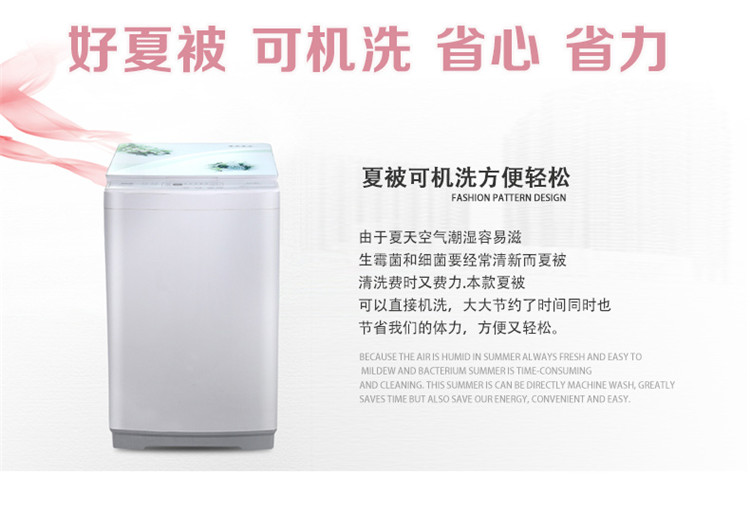 好夏被 可机洗 省心 省力
夏被可机洗方便轻松
FASHION PATTERN DESIGN
由于夏天空气潮湿容易滋
生霉菌和细菌要经常清新而夏被
清洗费时又费力.本款夏被
可以直接机洗，大大节约了时间同时也
节省我们的体力，方便又轻松。
BECAUSE THE AIR IS HUMID IN SUMMER ALWAYS FRESH AND EASY TO
MILDEW AND BACTERIUM SUMMER IS TIME-CONSUMING
AND CLEANING. THIS SUMMER IS CAN BE DIRECTLY MACHINE WASH, GREATLY
SAVES TIME BUT ALSO SAVE OUR ENERGY, CONVENIENT AND EASY.